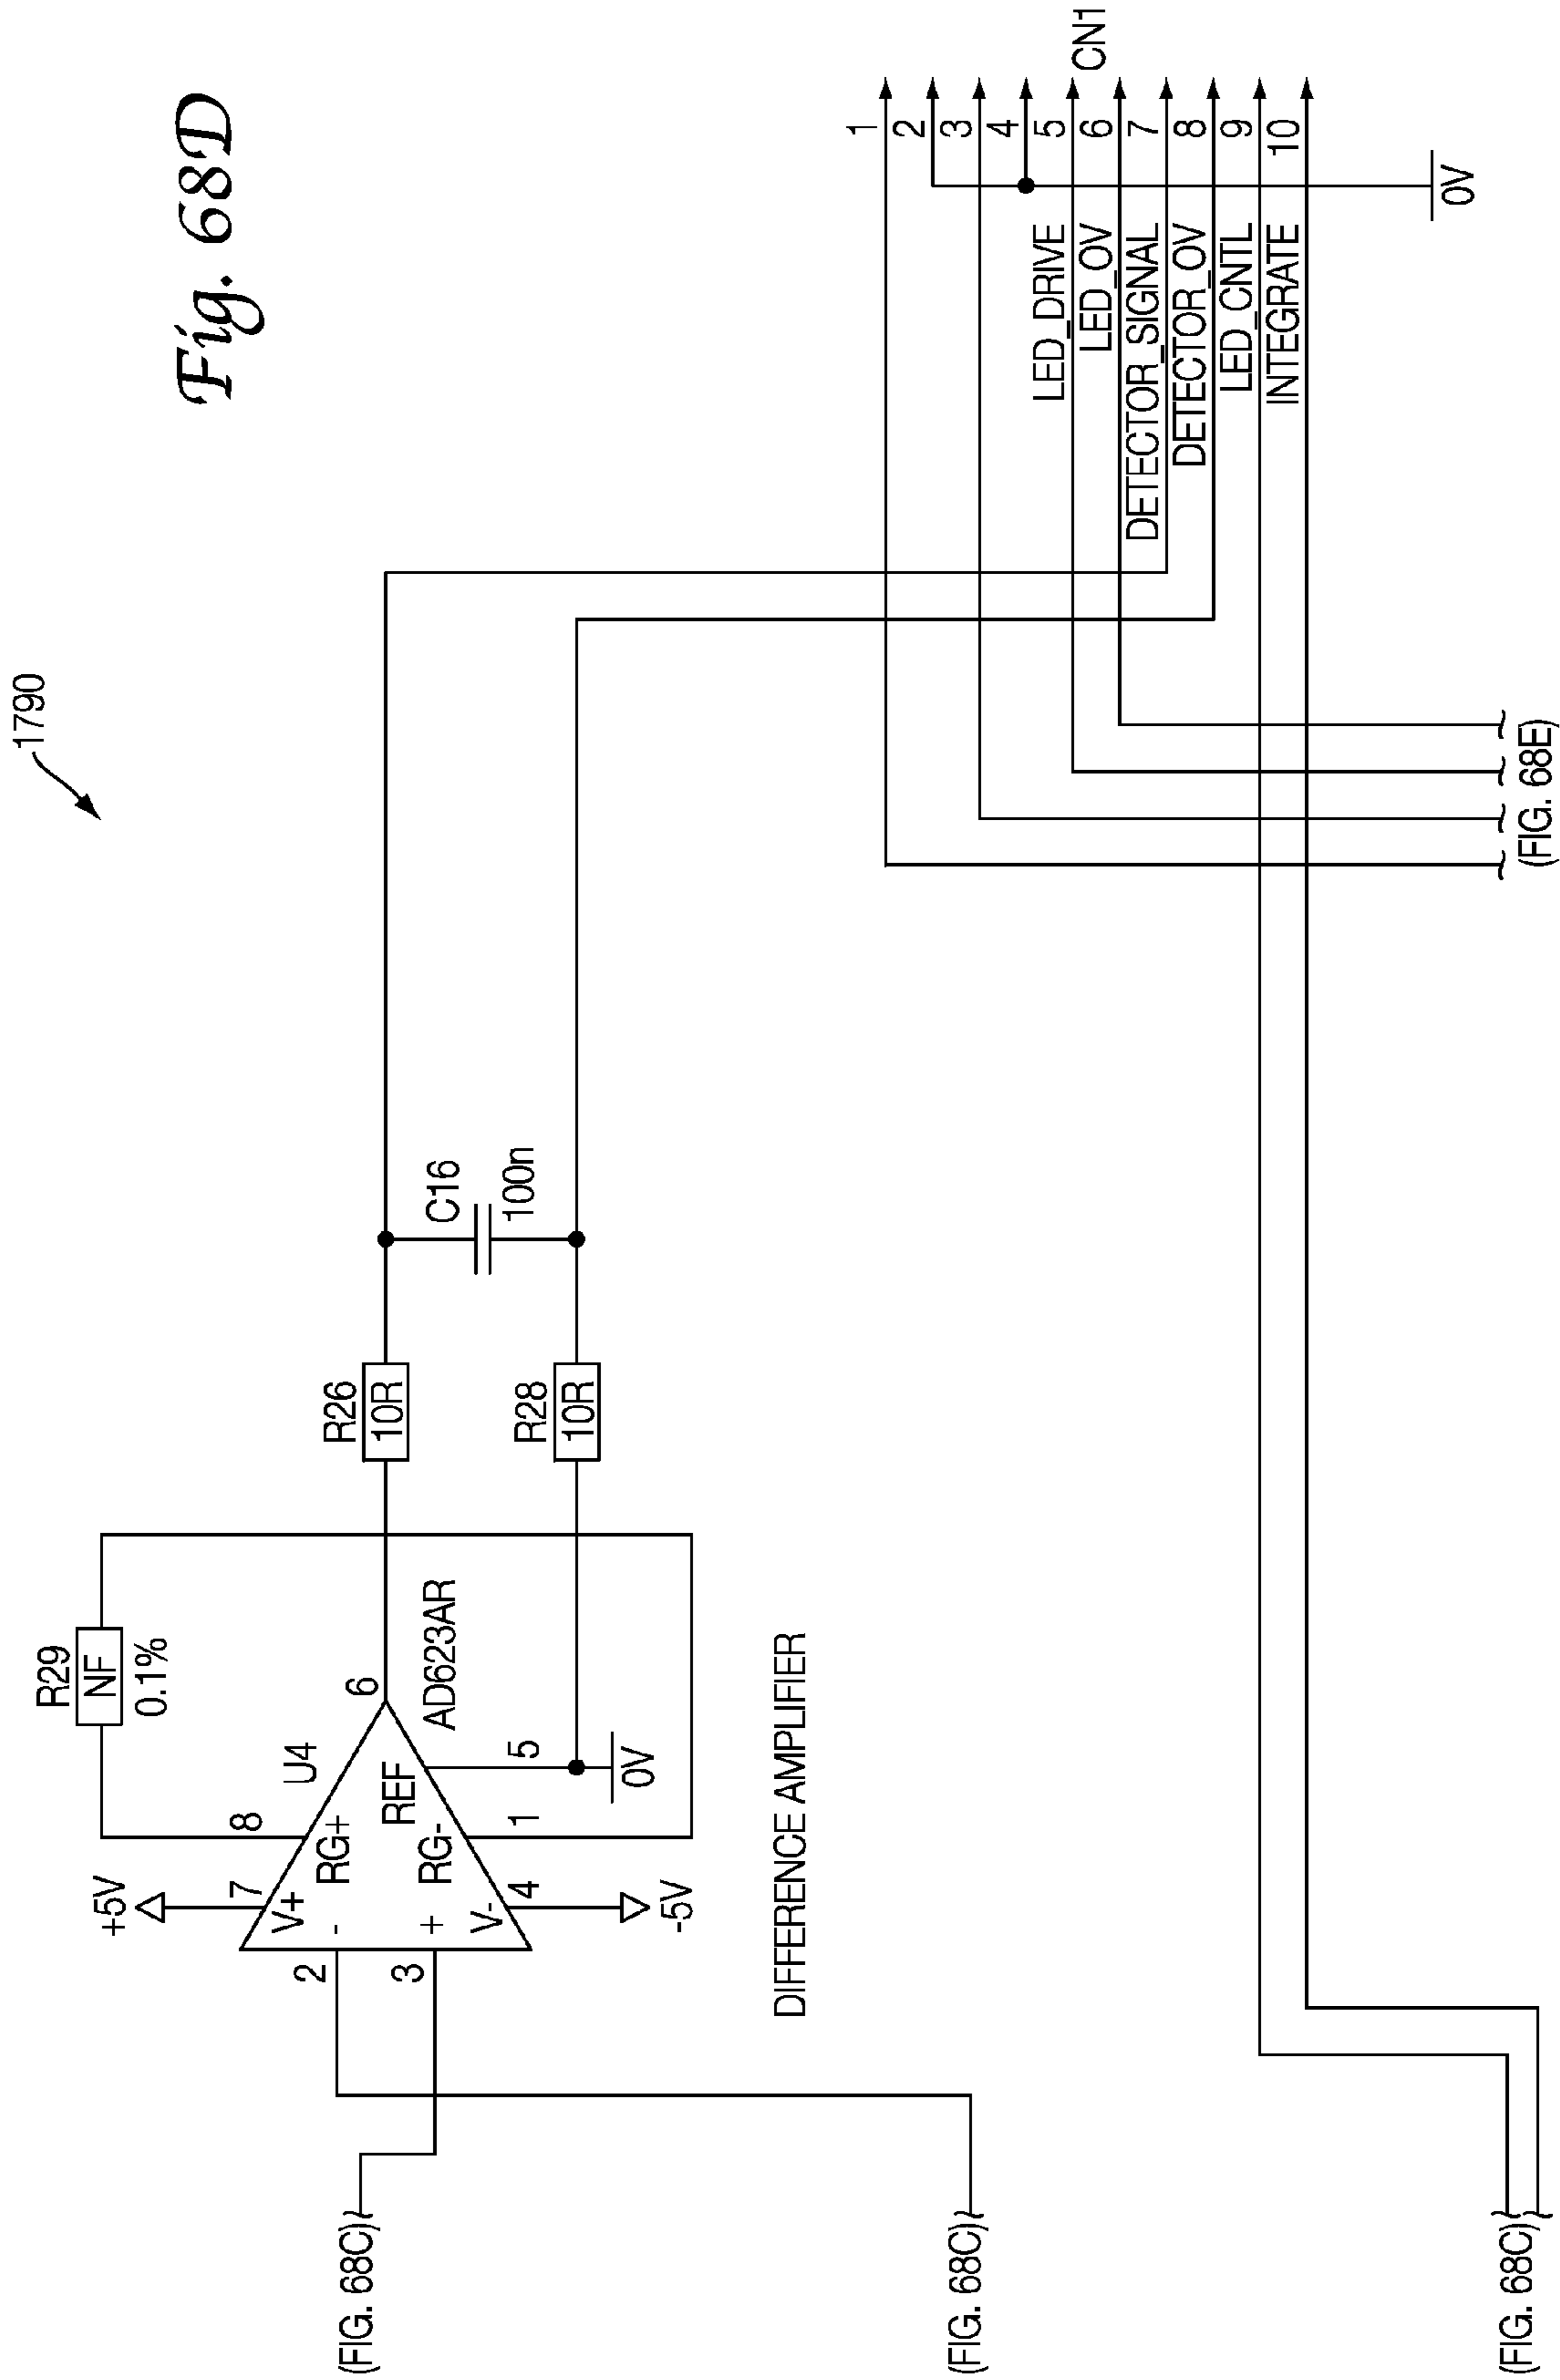 Fig. 68D
1790
R29
NF
0.1%
+5V
7
8
U4
V+
RG+
-
2
6
REF
AD623AR
+
3
RG-
V-
4
1
5
-5V
0V
R26
10R
C16
100n
R28
10R
DIFFERENCE AMPLIFIER
(FIG. 68C)
(FIG. 68C)
(FIG. 68C)
1
2
3
4
LED_DRIVE 5
CN1
LED_OV 6
DETECTOR_SIGNAL 7
DETECTOR_OV 8
LED_CNTL 9
INTEGRATE 10
0V
(FIG. 68E)